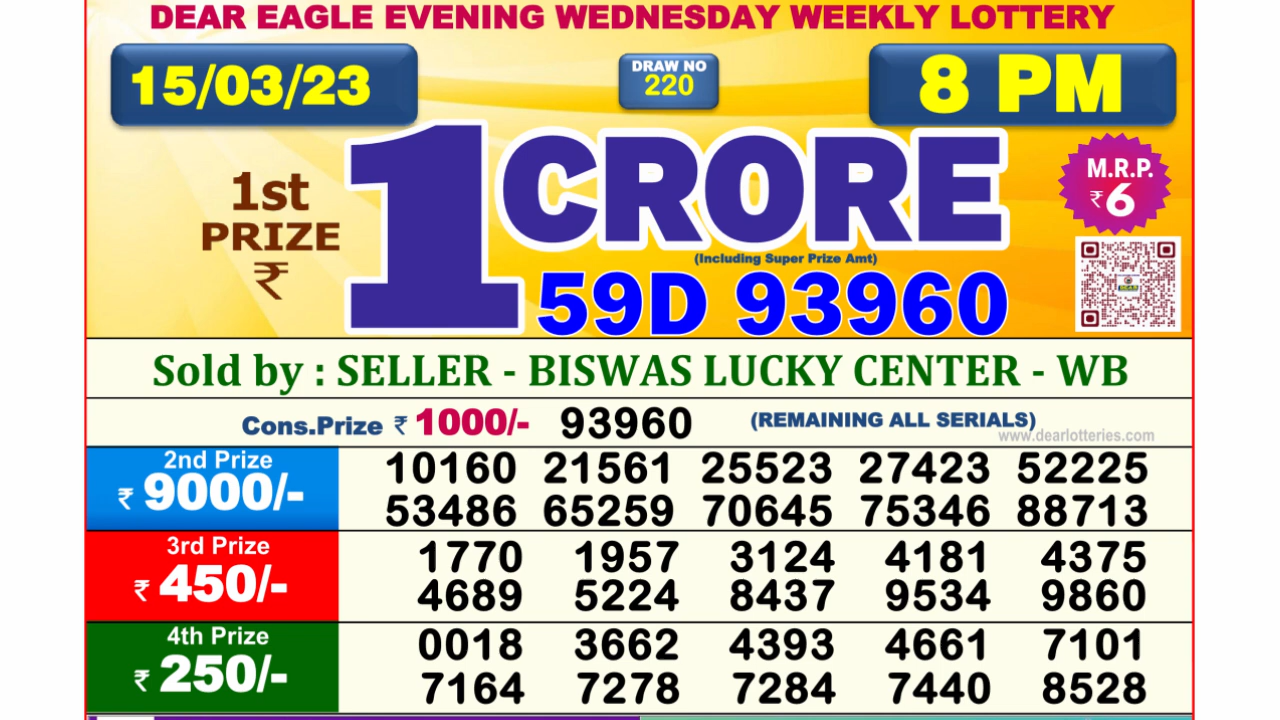 DEAR EAGLE EVENING WEDNESDAY WEEKLY LOTTERY
15/03/23
DRAW NO
220
8 PM
1st
PRIZE
₹
1 CRORE
(Including Super Prize Amt)
59D 93960
M.R.P.
₹ 6
Sold by : SELLER - BISWAS LUCKY CENTER - WB
Cons.Prize ₹ 1000/- 93960 (REMAINING ALL SERIALS)
www.dearlotteries.com
2nd Prize
₹ 9000/-
10160 21561 25523 27423 52225
53486 65259 70645 75346 88713
3rd Prize
₹ 450/-
1770 1957 3124 4181 4375
4689 5224 8437 9534 9860
4th Prize
₹ 250/-
0018 3662 4393 4661 7101
7164 7278 7284 7440 8528